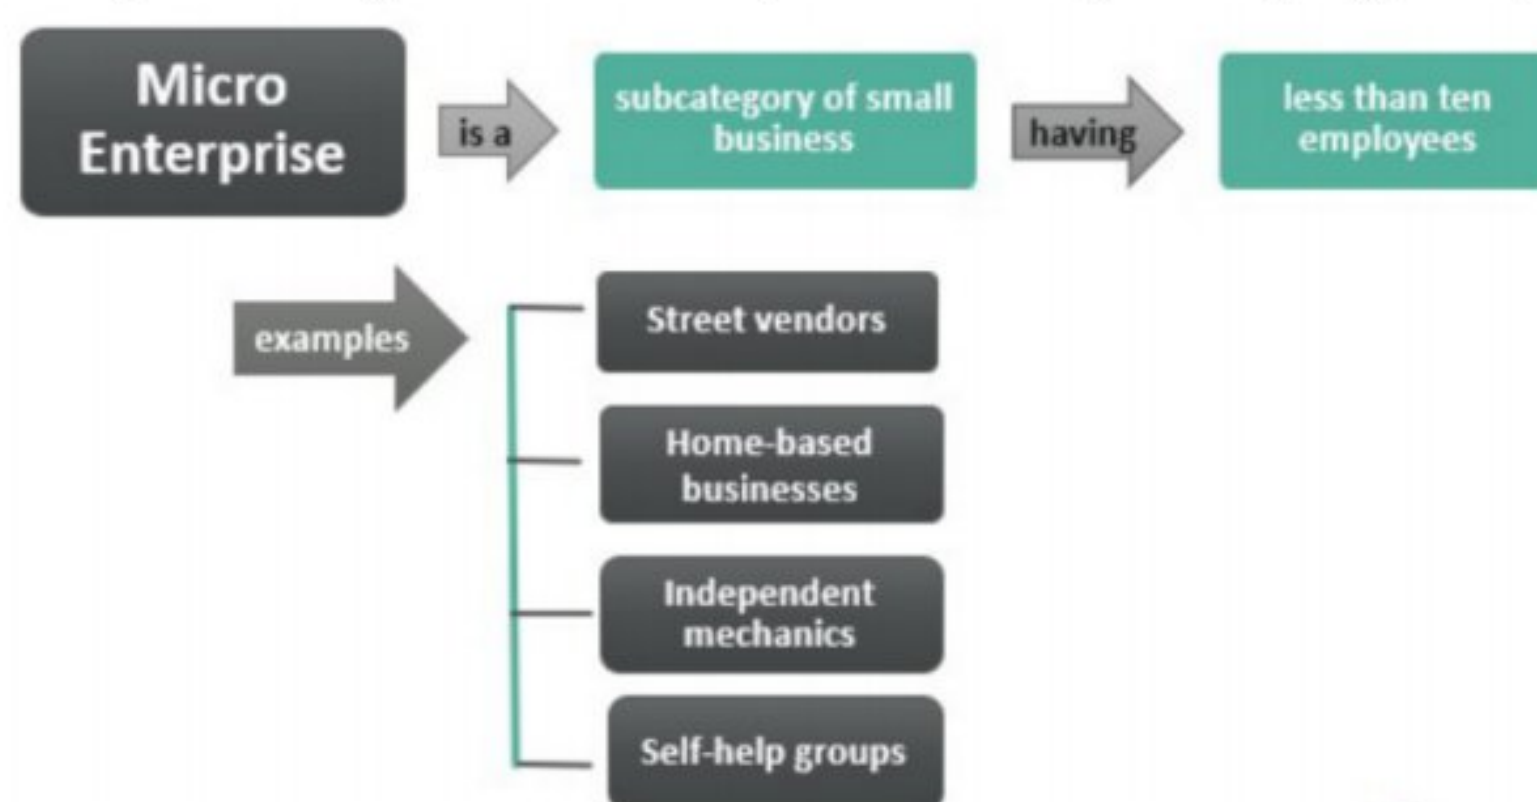 Micro
Enterprise
is a
subcategory of small
business
having
less than ten
employees
examples
Street vendors
Home-based
businesses
Independent
mechanics
Self-help groups